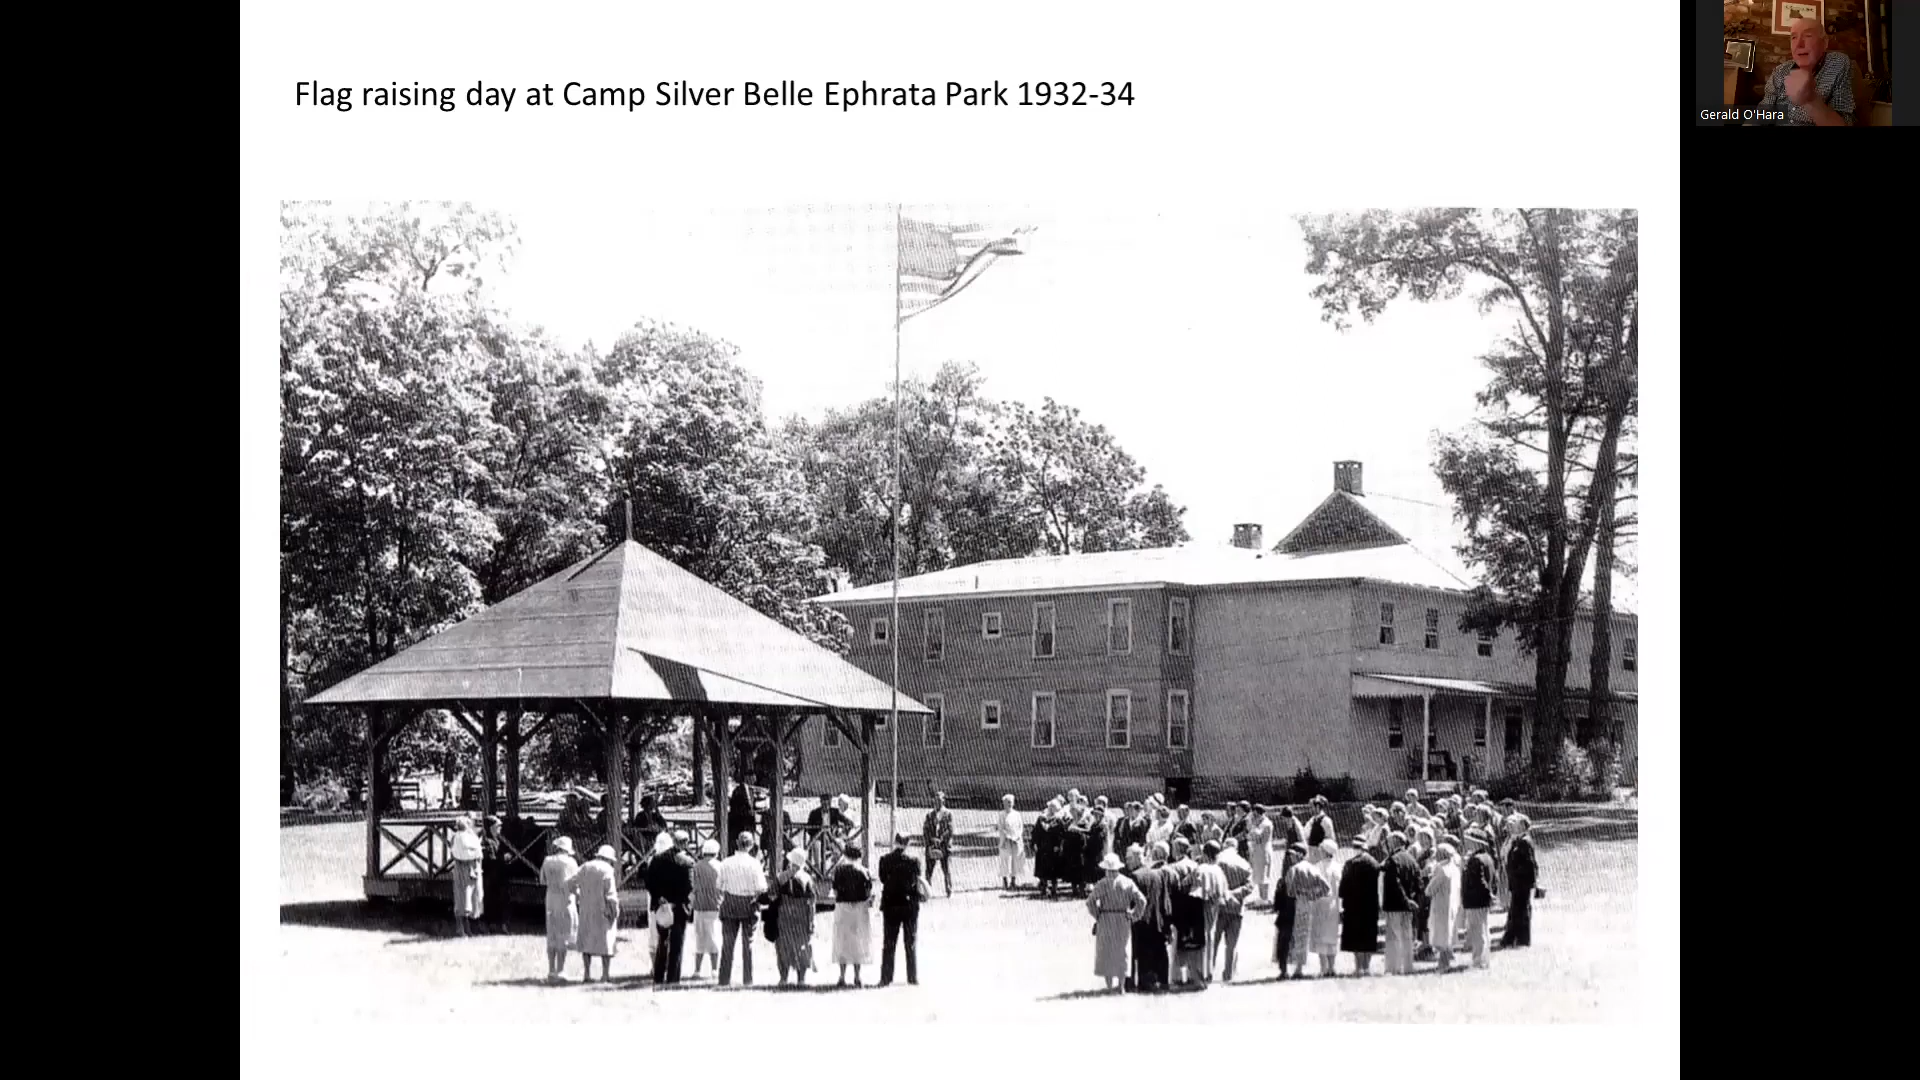 Flag raising day at Camp Silver Belle Ephrata Park 1932-34
Gerald O'Hara